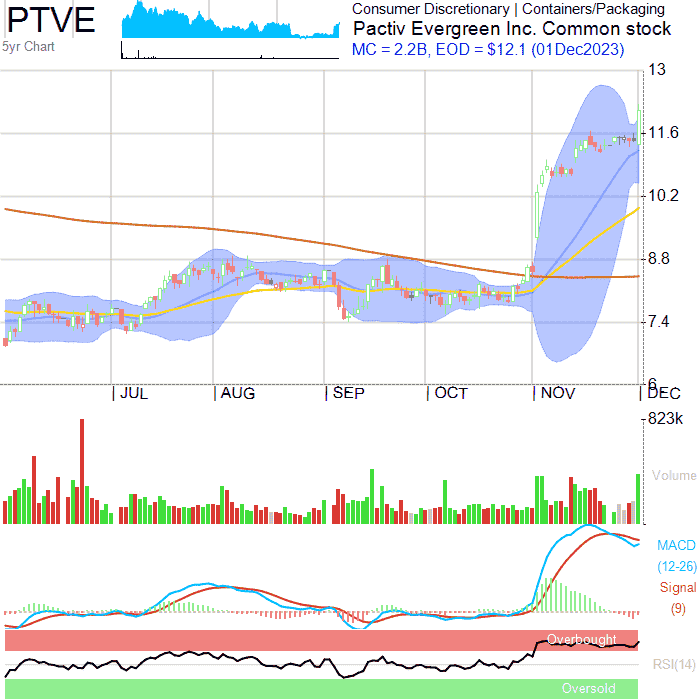 PTVE
5yr Chart
Consumer Discretionary | Containers/Packaging
Pactiv Evergreen Inc. Common stock
MC = 2.2B, EOD = $12.1 (01Dec2023)
13
11.6
10.2
8.8
7.4
6
JUL AUG SEP OCT NOV DEC
823k
Volume
MACD
(12-26)
Signal
(9)
Overbought
RSI(14)
Oversold